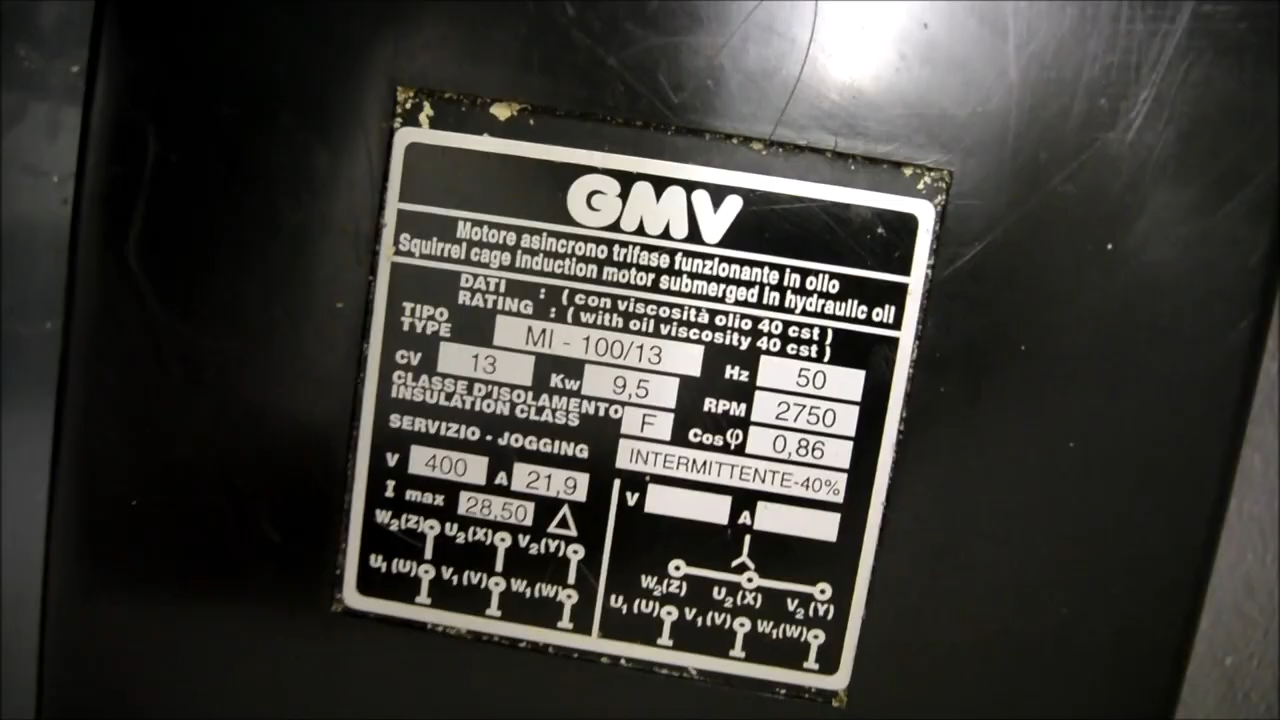 GMV
Motore asincrono trifase funzionante in olio
Squirrel cage induction motor submerged in hydraulic oil
DATI : ( con viscosità olio 40 cst )
RATING : ( with oil viscosity 40 cst )
TIPO
TYPE MI - 100/13 Hz 50
CV 13 Kw 9,5 RPM 2750
CLASSE D'ISOLAMENTO
INSULATION CLASS F Cosφ 0,86
SERVIZIO - JOGGING INTERMITTENTE-40%
V 400 A 21,9 V A
I max 28,50 Δ
W2(Z) U2(X) V2(Y)
U1(U) V1(V) W1(W)
W2(Z) U2(X) V2(Y)
U1(U) V1(V) W1(W)